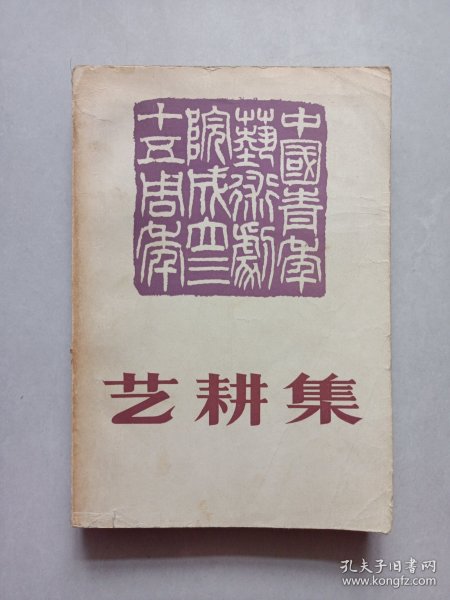 中國青年
藝術劇
院成立三
十五周年
艺耕集
孔夫子旧书网
www.kongfz.com